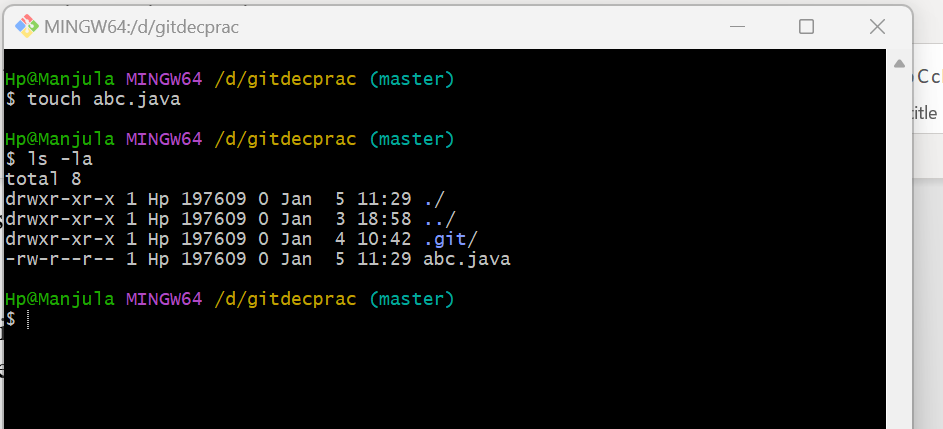 MINGW64:/d/gitdecprac
Hp@Manjula MINGW64 /d/gitdecprac (master)
$ touch abc.java
Hp@Manjula MINGW64 /d/gitdecprac (master)
$ ls -la
total 8
drwxr-xr-x 1 Hp 197609 0 Jan  5 11:29 ./
drwxr-xr-x 1 Hp 197609 0 Jan  3 18:58 ../
drwxr-xr-x 1 Hp 197609 0 Jan  4 10:42 .git/
-rw-r--r-- 1 Hp 197609 0 Jan  5 11:29 abc.java
Hp@Manjula MINGW64 /d/gitdecprac (master)
$